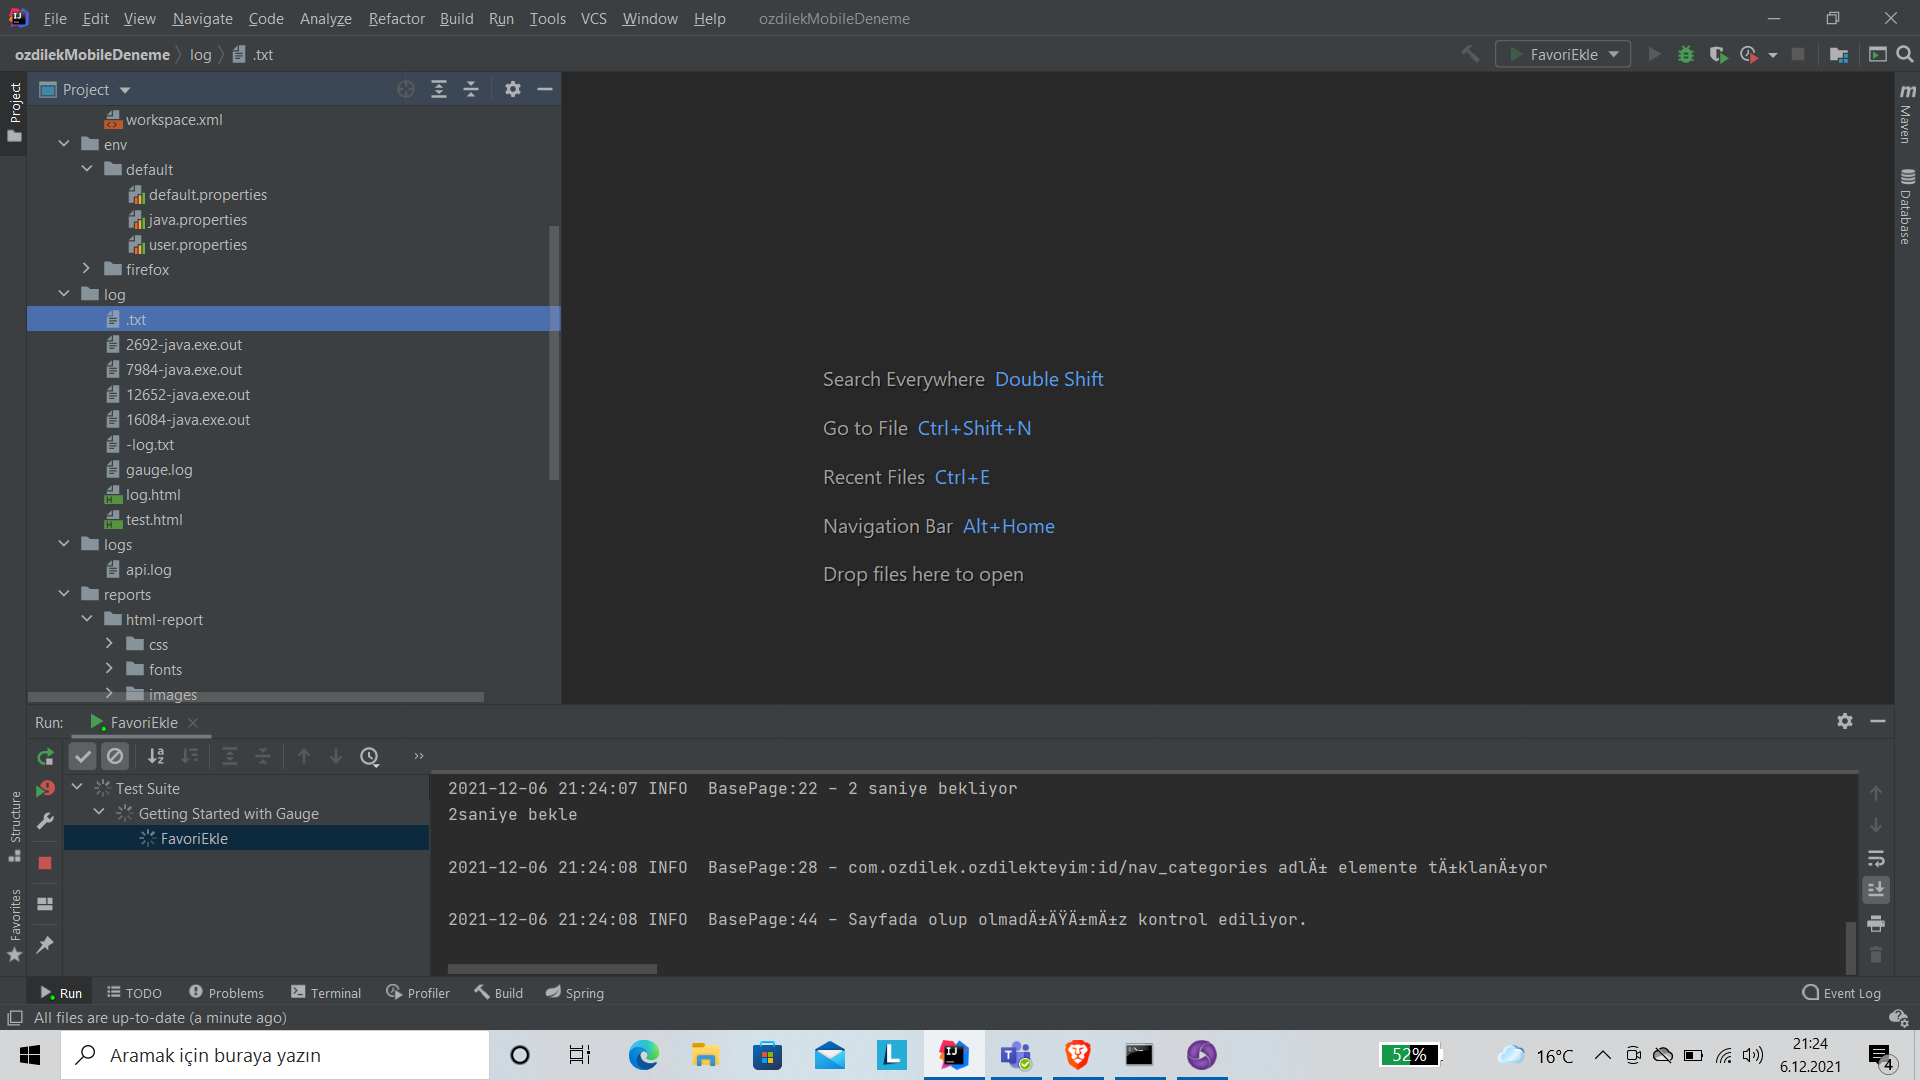 File Edit View Navigate Code Analyze Refactor Build Run Tools VCS Window Help ozdilekMobileDeneme
ozdilekMobileDeneme log .txt
FavoriEkle
Project
Project
workspace.xml
env
default
default.properties
java.properties
user.properties
firefox
log
.txt
2692-java.exe.out
7984-java.exe.out
12652-java.exe.out
16084-java.exe.out
-log.txt
gauge.log
log.html
test.html
logs
api.log
reports
html-report
css
fonts
images
Search Everywhere Double Shift
Go to File Ctrl+Shift+N
Recent Files Ctrl+E
Navigation Bar Alt+Home
Drop files here to open
Maven
Database
Run: FavoriEkle
Structure
Favorites
Test Suite
Getting Started with Gauge
FavoriEkle
2021-12-06 21:24:07 INFO BasePage:22 - 2 saniye bekliyor
2saniye bekle
2021-12-06 21:24:08 INFO BasePage:28 - com.ozdilek.ozdilekteyim:id/nav_categories adlÄ± elemente tÄ±klanÄ±yor
2021-12-06 21:24:08 INFO BasePage:44 - Sayfada olup olmadÄ±ÄŸÄ±mÄ±z kontrol ediliyor.
Run TODO Problems Terminal Profiler Build Spring Event Log
All files are up-to-date (a minute ago)
Aramak için buraya yazın
52%
16°C
21:24
6.12.2021
4